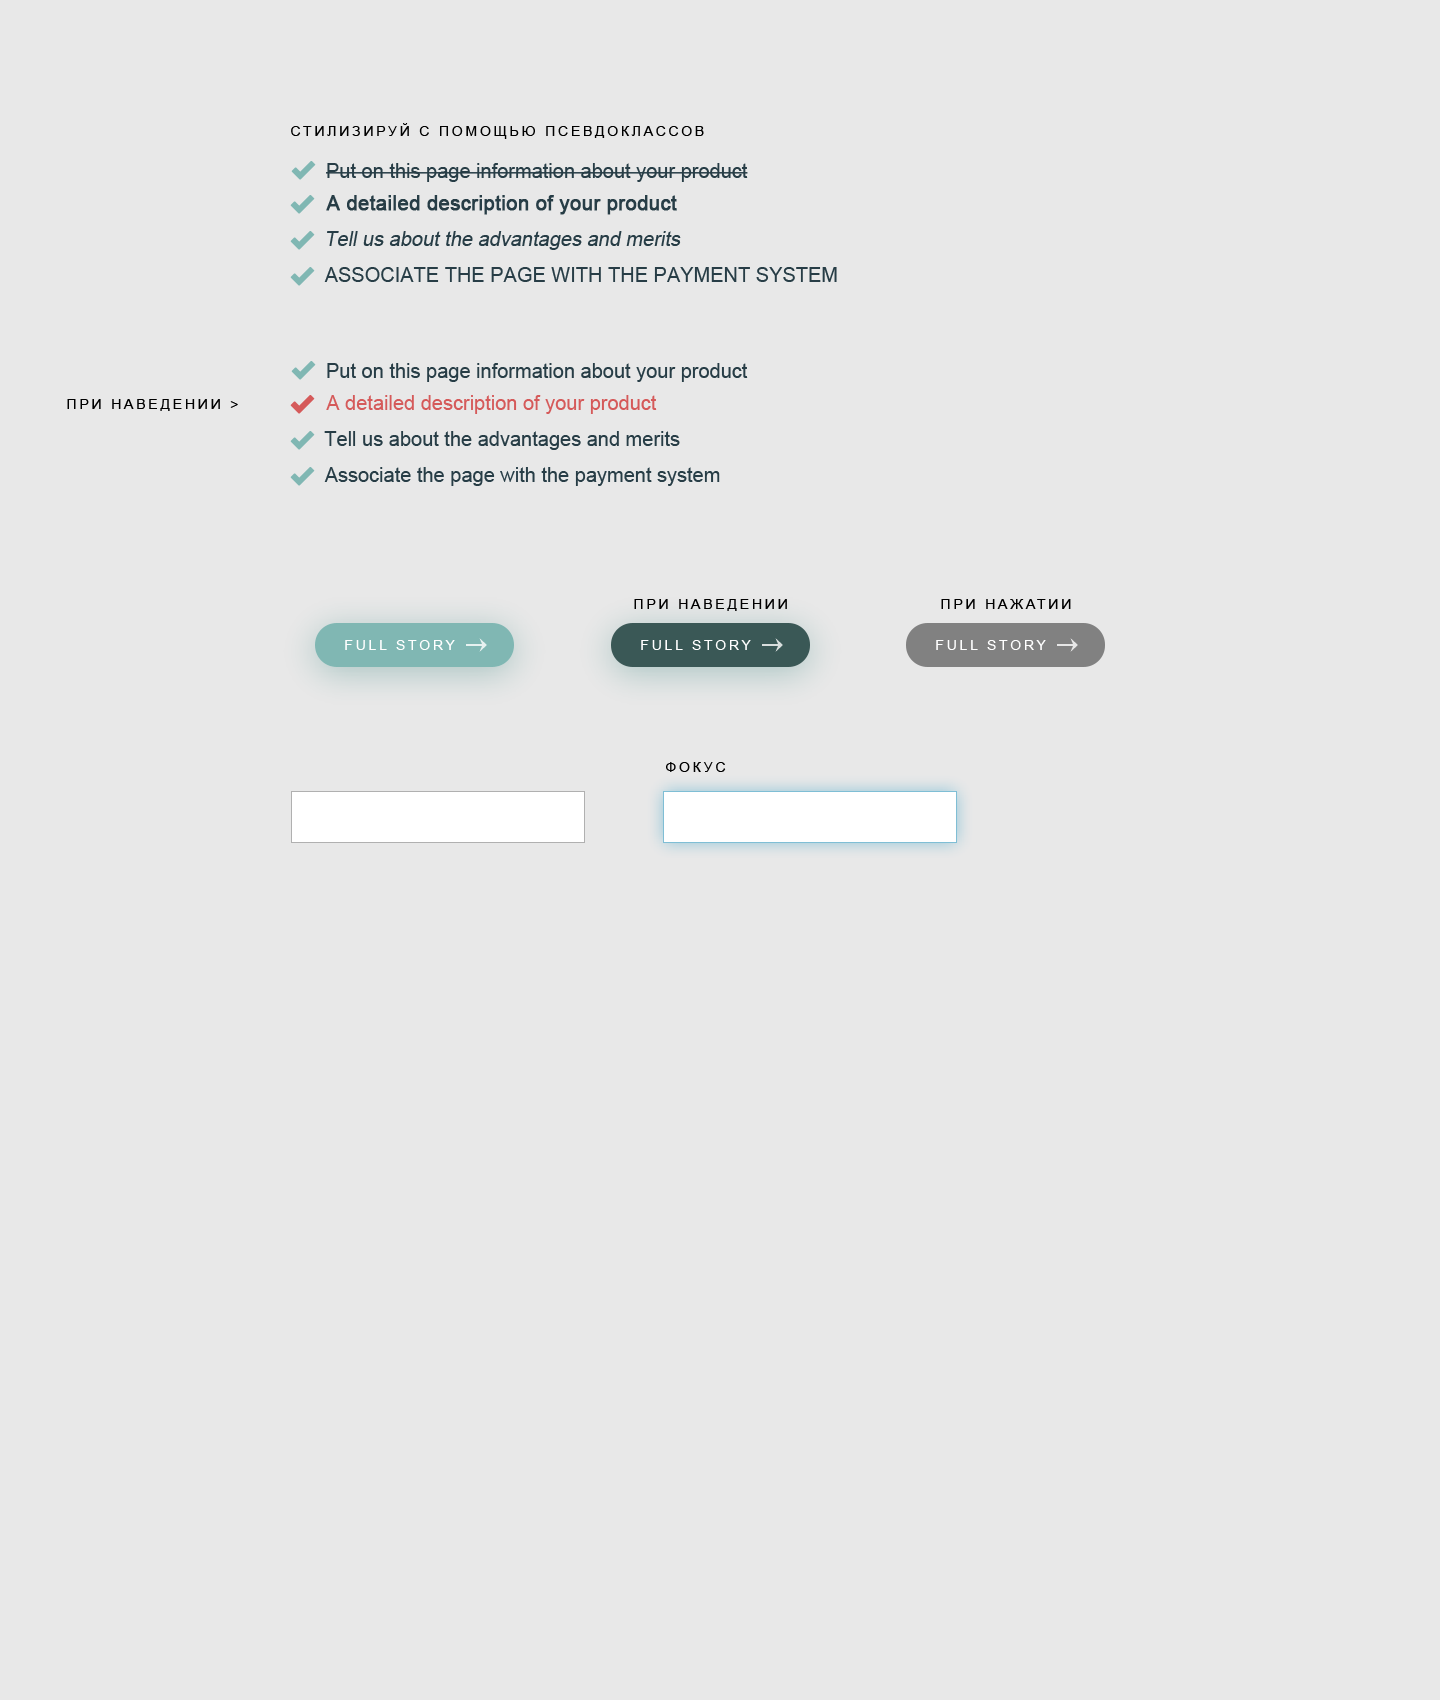 СТИЛИЗИРУЙ С ПОМОЩЬЮ ПСЕВДОКЛАССОВ
Put on this page information about your product
A detailed description of your product
Tell us about the advantages and merits
ASSOCIATE THE PAGE WITH THE PAYMENT SYSTEM
Put on this page information about your product
ПРИ НАВЕДЕНИИ >
A detailed description of your product
Tell us about the advantages and merits
Associate the page with the payment system
ПРИ НАВЕДЕНИИ
ПРИ НАЖАТИИ
FULL STORY
FULL STORY
FULL STORY
ФОКУС